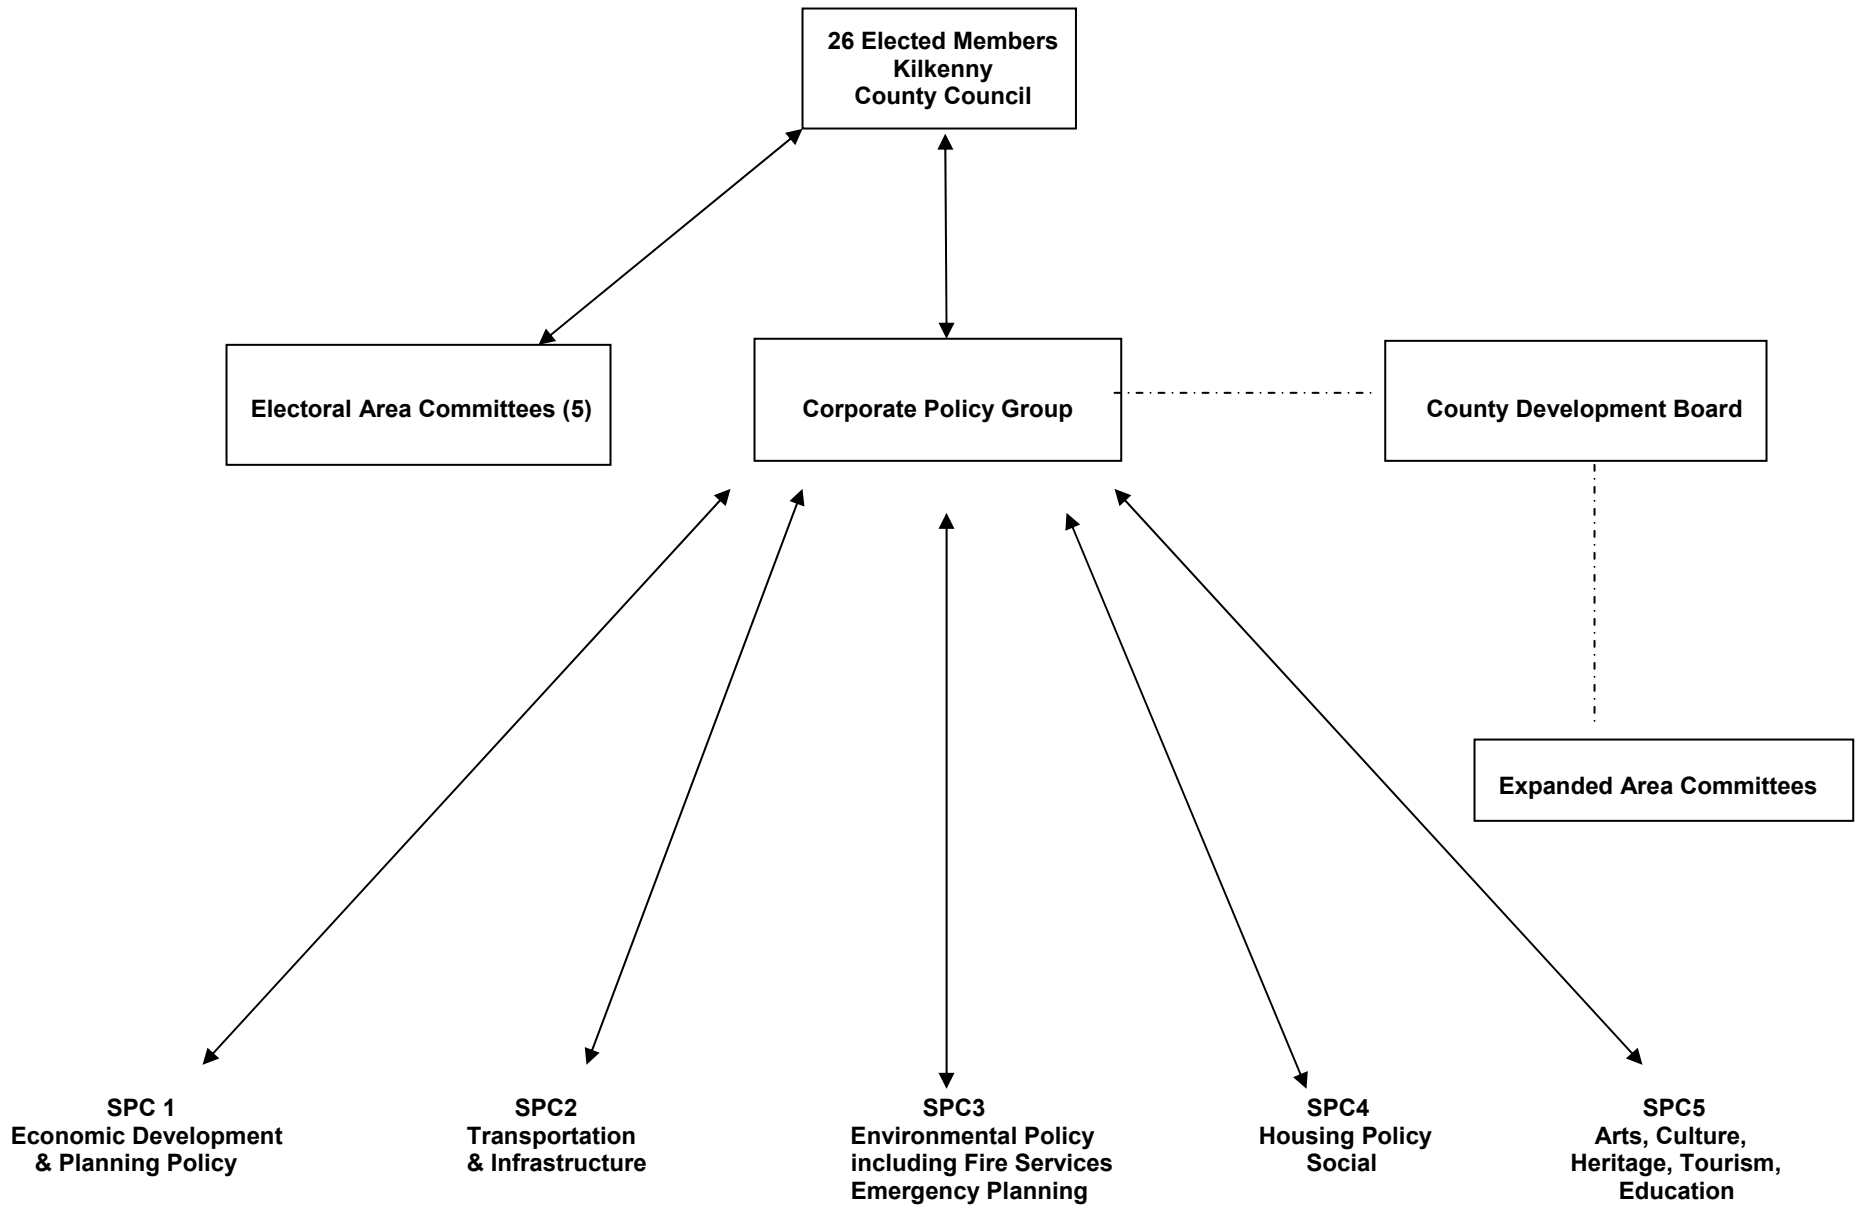 26 Elected Members
Kilkenny
County Council
Electoral Area Committees (5)
Corporate Policy Group
County Development Board
Expanded Area Committees
SPC 1
Economic Development
& Planning Policy
SPC2
Transportation
& Infrastructure
SPC3
Environmental Policy
including Fire Services
Emergency Planning
SPC4
Housing Policy
Social
SPC5
Arts, Culture,
Heritage, Tourism,
Education